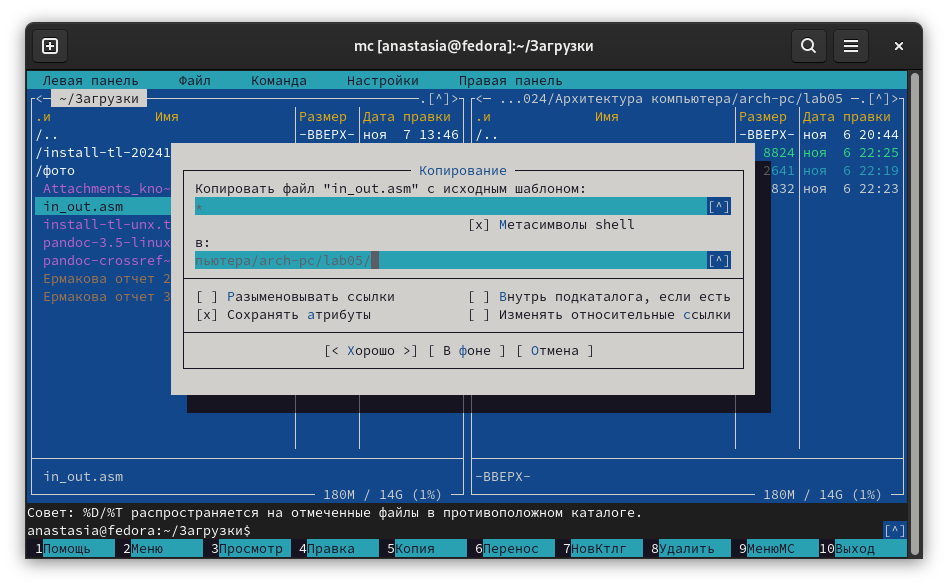 mc [anastasia@fedora]:~/Загрузки
Левая панель Файл Команда Настройки Правая панель
<─ ~/Загрузки .[^]> <─ ...024/Архитектура компьютера/arch-pc/lab05 ─.[^]>
.и Имя Размер Дата правки .и Имя Размер Дата правки
/.. -ВВЕРХ- ноя 7 13:46 /.. -ВВЕРХ- ноя 6 20:44
/install-tl-20241 8824 ноя 6 22:25
/фото 2641 ноя 6 22:19
Attachments_kno~ 832 ноя 6 22:23
in_out.asm
install-tl-unx.t
pandoc-3.5-linux
pandoc-crossref~
Ермакова отчет 2
Ермакова отчет 3
Копирование
Копировать файл "in_out.asm" с исходным шаблоном:
* [^]
[x] Метасимволы shell
в:
пьютера/arch-pc/lab05/ [^]
[ ] Разыменовывать ссылки [ ] Внутрь подкаталога, если есть
[x] Сохранять атрибуты [ ] Изменять относительные ссылки
[< Хорошо >] [ В фоне ] [ Отмена ]
in_out.asm -ВВЕРХ-
180M / 14G (1%) 180M / 14G (1%)
Совет: %D/%T распространяется на отмеченные файлы в противоположном каталоге.
anastasia@fedora:~/Загрузки$ [^]
1Помощь 2Меню 3Просмотр 4Правка 5Копия 6Перенос 7НовКтлг 8Удалить 9МенюМС 10Выход